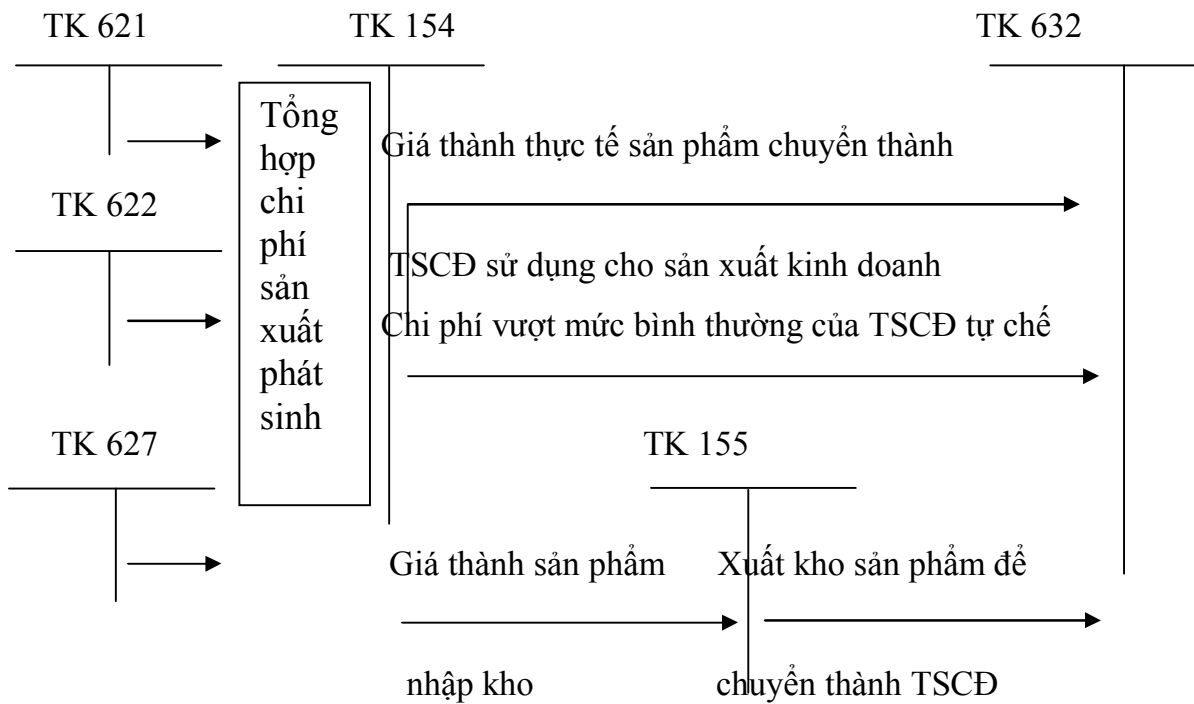 TK 621
TK 154
TK 632
Tổng
hợp
chi
phí
sản
xuất
phát
sinh
Giá thành thực tế sản phẩm chuyển thành
TK 622
TSCĐ sử dụng cho sản xuất kinh doanh
Chi phí vượt mức bình thường của TSCĐ tự chế
TK 627
TK 155
Giá thành sản phẩm
Xuất kho sản phẩm để
nhập kho
chuyển thành TSCĐ